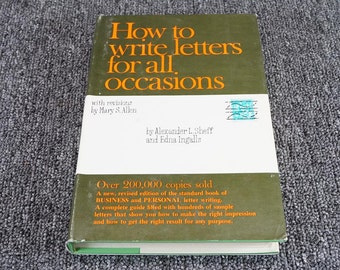 How to
write letters
for all
occasions
with revisions
by Mary S. Allen
by Alexander L. Sheff
and Edna Ingalls
Over 200,000 copies sold
A new, revised edition of the standard book of
BUSINESS and PERSONAL letter writing.
A complete guide filled with hundreds of sample
letters that show you how to make the right impression
and how to get the right result for any purpose.